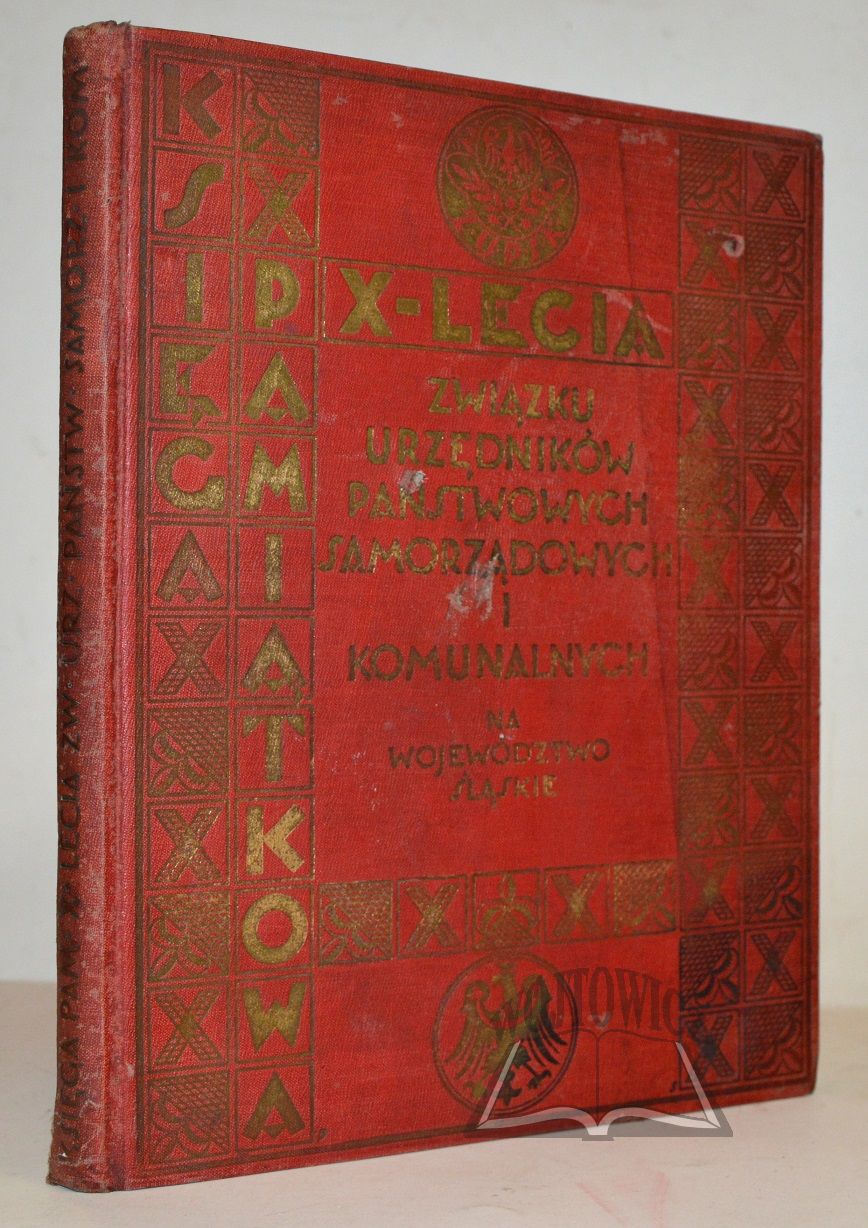 KSIĘGA PAM. X-LECIA ZW. URZ. PAŃSTW. SAMORZ. I KOM.
KSIĘGA
PAMIĄTKOWA
X-LECIA
ZWIĄZKU
URZĘDNIKÓW
PAŃSTWOWYCH
SAMORZĄDOWYCH
I
KOMUNALNYCH
NA
WOJEWÓDZTWO
ŚLĄSKIE
WÓJTOWICZ